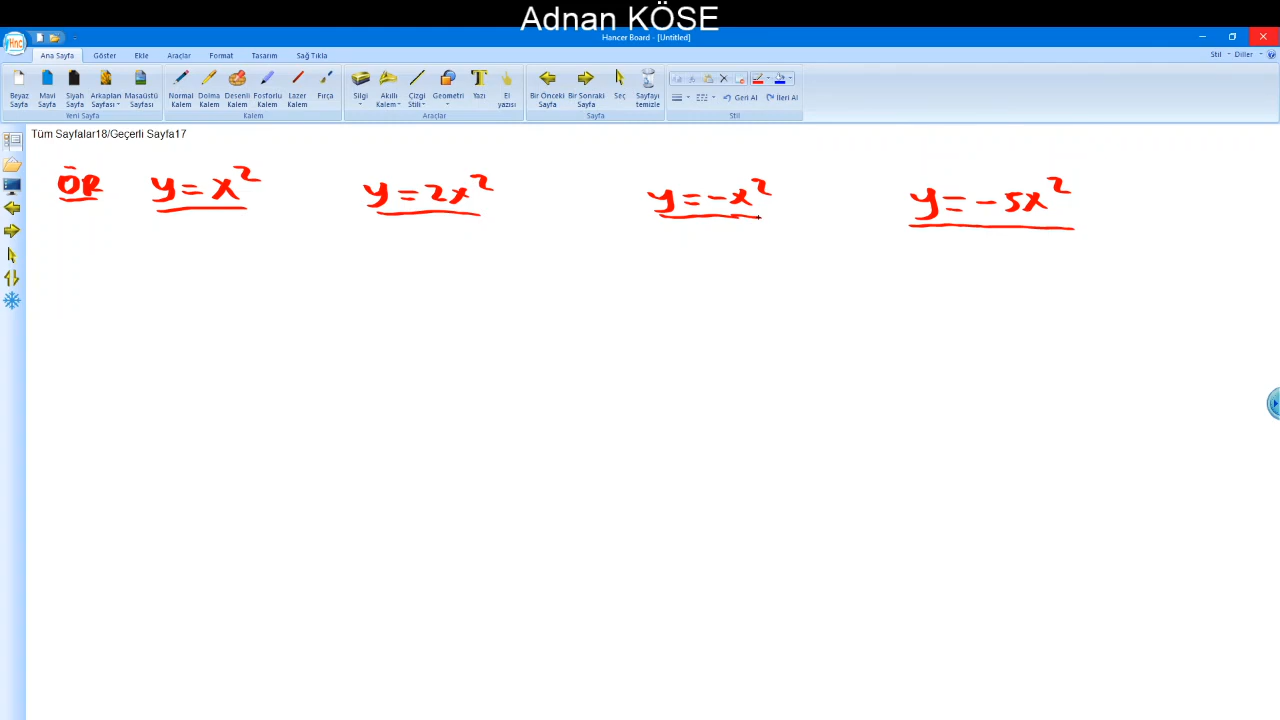 Adnan KÖSE
Hancer Board - [Untitled]
Hnc
Ana Sayfa Göster Ekle Araçlar Format Tasarım Sağ Tıkla
Stil Diller
Beyaz Sayfa Mavi Sayfa Siyah Sayfa Arkaplan Sayfası Masaüstü Sayfası
Normal Kalem Dolma Kalem Desenli Kalem Fosforlu Kalem Lazer Kalem Fırça
Silgi Akıllı Kalem Çizgi Stili Geometri Yazı El yazısı
Bir Önceki Sayfa Bir Sonraki Sayfa Seç Sayfayı temizle
Geri Al İleri Al
Yeni Sayfa Kalem Araçlar Sayfa Stil
Tüm Sayfalar18/Geçerli Sayfa17
ÖR y=x² y=2x² y=-x² y=-5x²